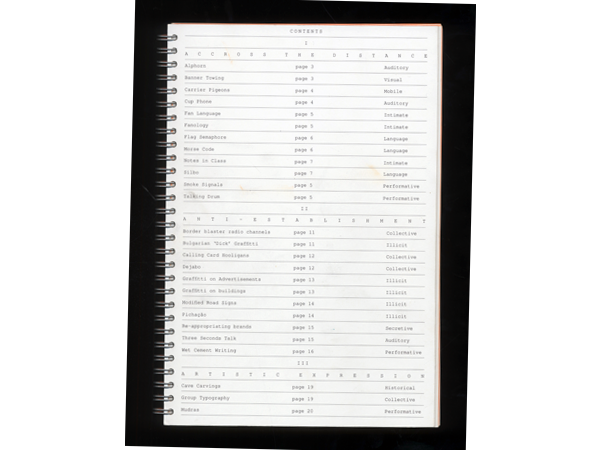 CONTENTS
I
A U C R O S S T H E D I S T A N C E
Aiphoni page 3 Auditory
Banner Towing page 3 Visual
Carrier Pigeons page 4 Mobile
Cup Phone page 4 Auditory
Fan Language page 5 Intimate
Fanology page 5 Intimate
Flag Semaphore page 6 Language
Morse Code page 6 Language
Notes in Class page 7 Intimate
Silbo page 7 Language
Smoke Signals page 5 Performative
Talking Drum page 5 Performative
II
A N T I - E S T A B L I S H M E N T
Border blaster radio channels page 11 Collective
Bulgarian "Dick" Graffiti page 11 Illicit
Calling Card Hooligans page 12 Collective
Dejabo page 12 Collective
Graffiti on Advertisements page 13 Illicit
Graffiti on buildings page 13 Illicit
Modified Road Signs page 14 Illicit
Pichação page 14 Illicit
Re-appropriating brands page 15 Secretive
Three Seconds Talk page 15 Auditory
Wet Cement Writing page 16 Performative
III
A R T I S T I C E X P R E S S I O N
Cave Carvings page 19 Historical
Group Typography page 19 Collective
Mudras page 20 Performative